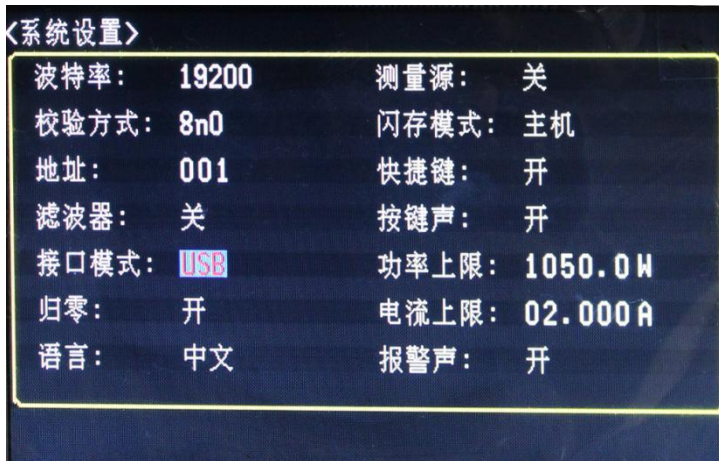 <系统设置>
波特率: 19200 测量源: 关
校验方式: 8n0 闪存模式: 主机
地址: 001 快捷键: 开
滤波器: 关 按键声: 开
接口模式: USB 功率上限: 1050.0W
归零: 开 电流上限: 02.000A
语言: 中文 报警声: 开